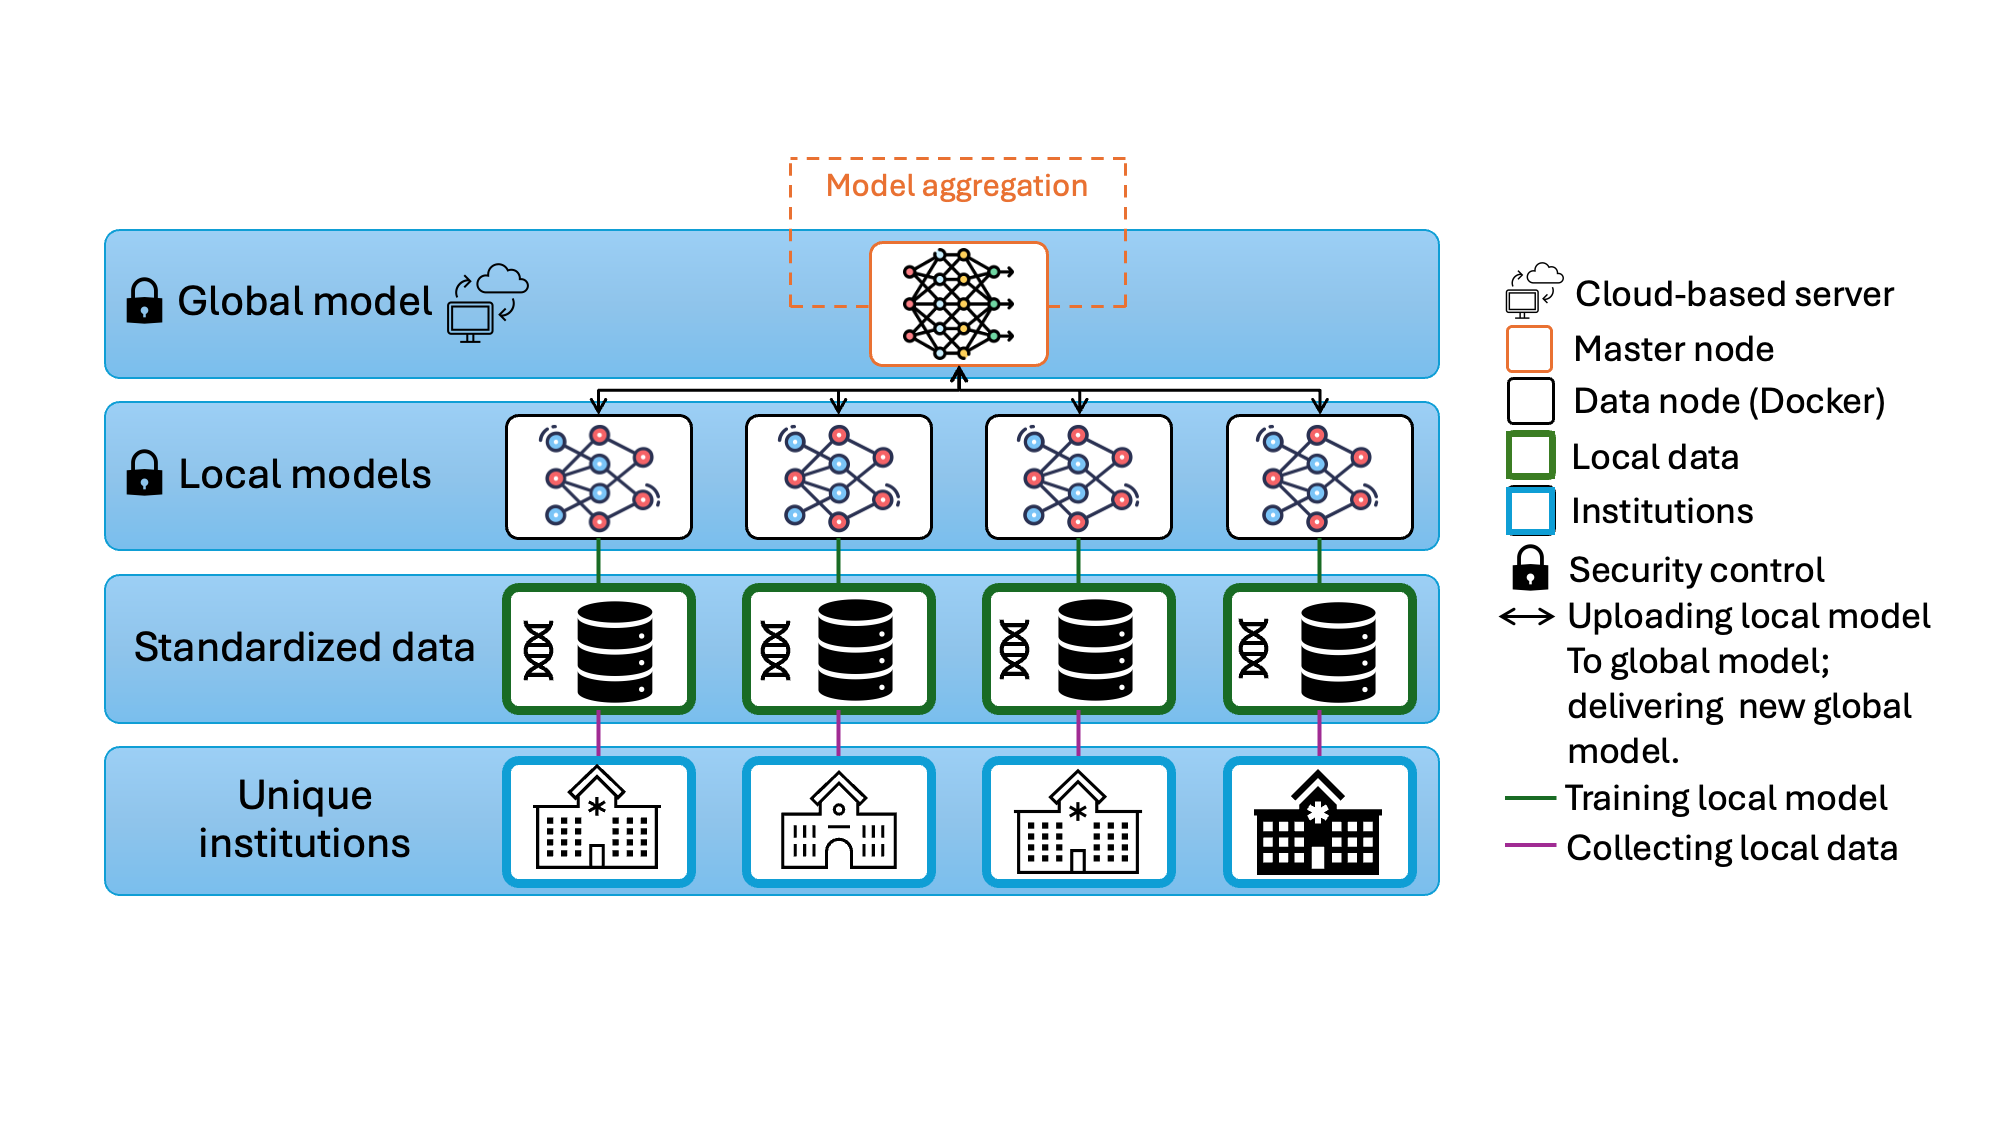 Model aggregation
Global model
Local models
Standardized data
Unique
institutions
Cloud-based server
Master node
Data node (Docker)
Local data
Institutions
Security control
Uploading local model
To global model;
delivering  new global
model.
Training local model
Collecting local data